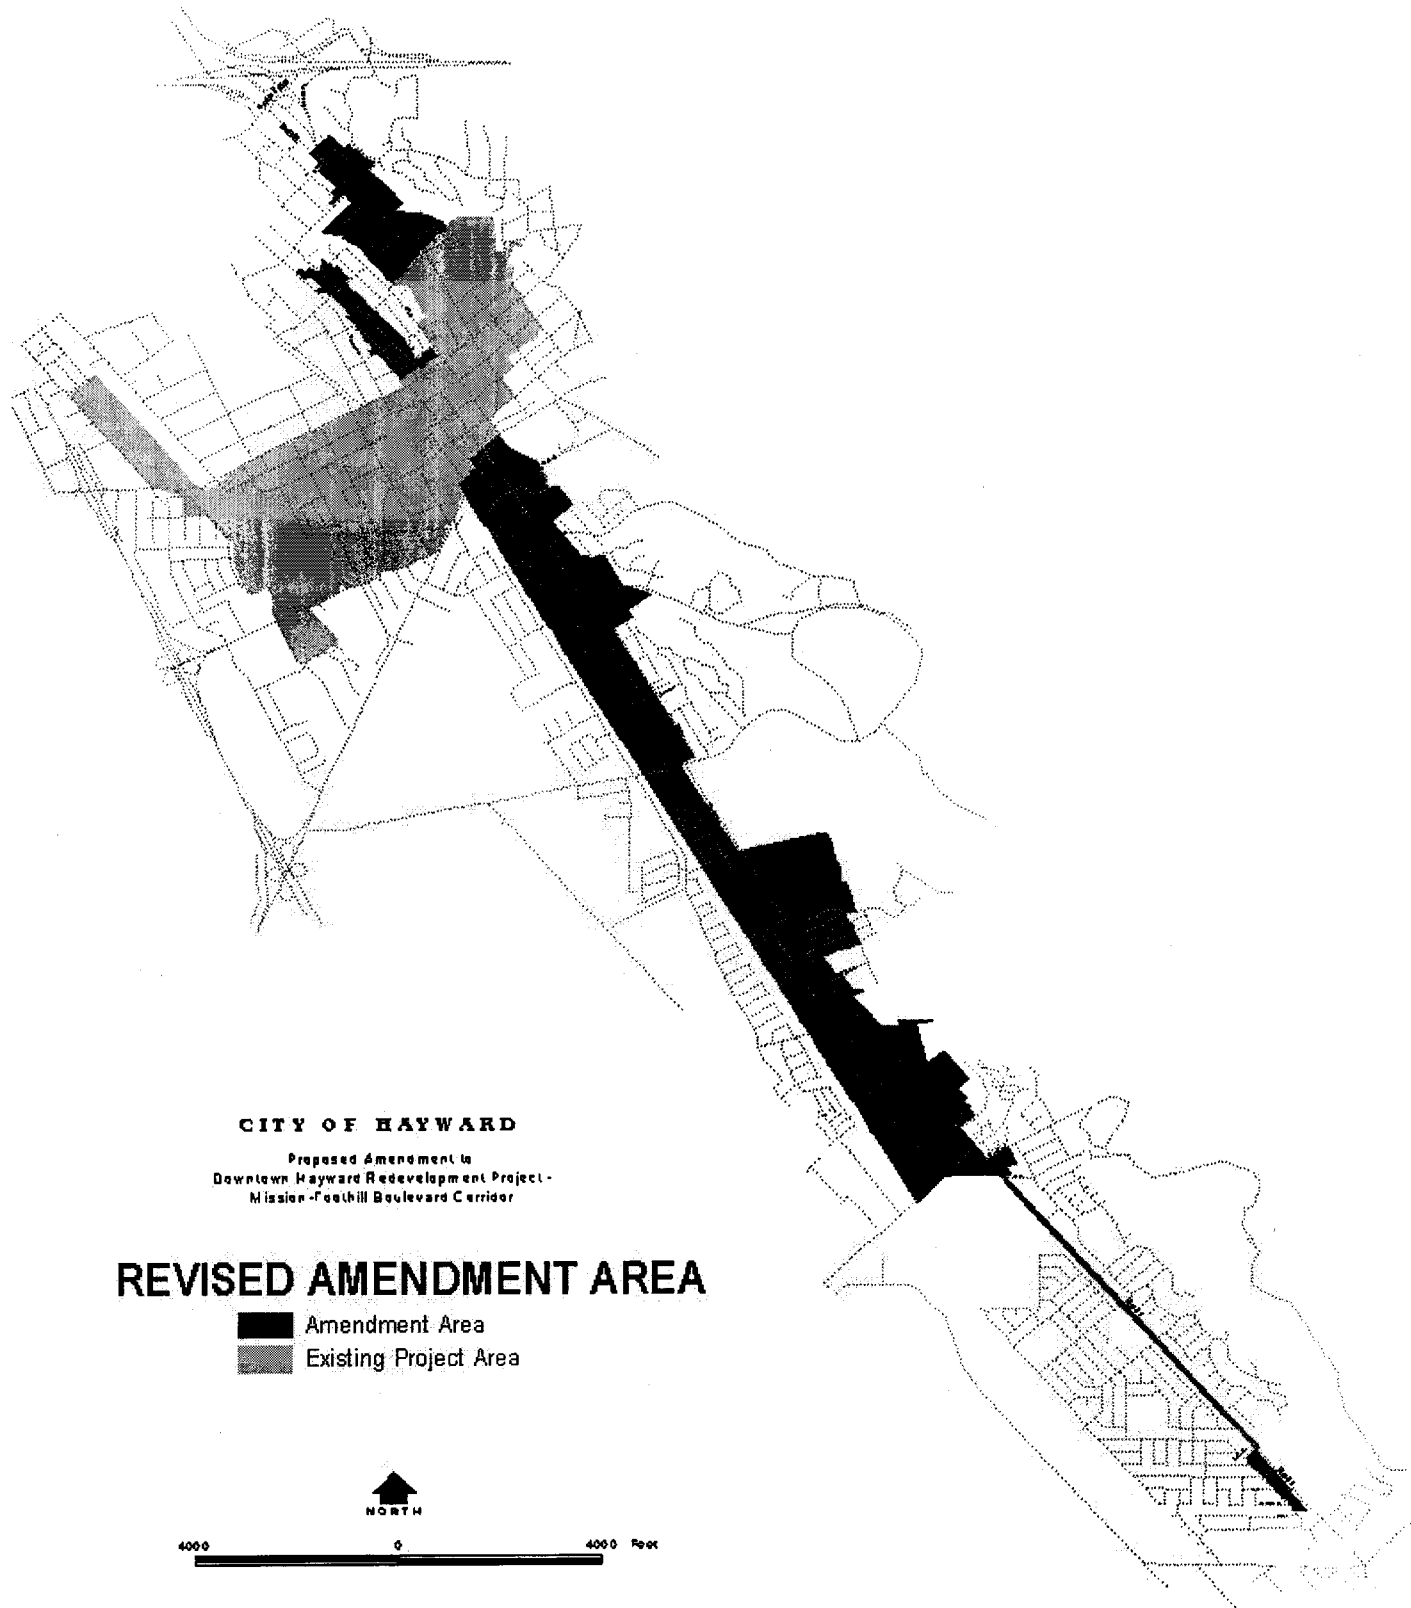 CITY OF HAYWARD
Proposed Amendment to
Downtown Hayward Redevelopment Project -
Mission-Foothill Boulevard Corridor
REVISED AMENDMENT AREA
Amendment Area
Existing Project Area
NORTH
4000 0 4000 Feet